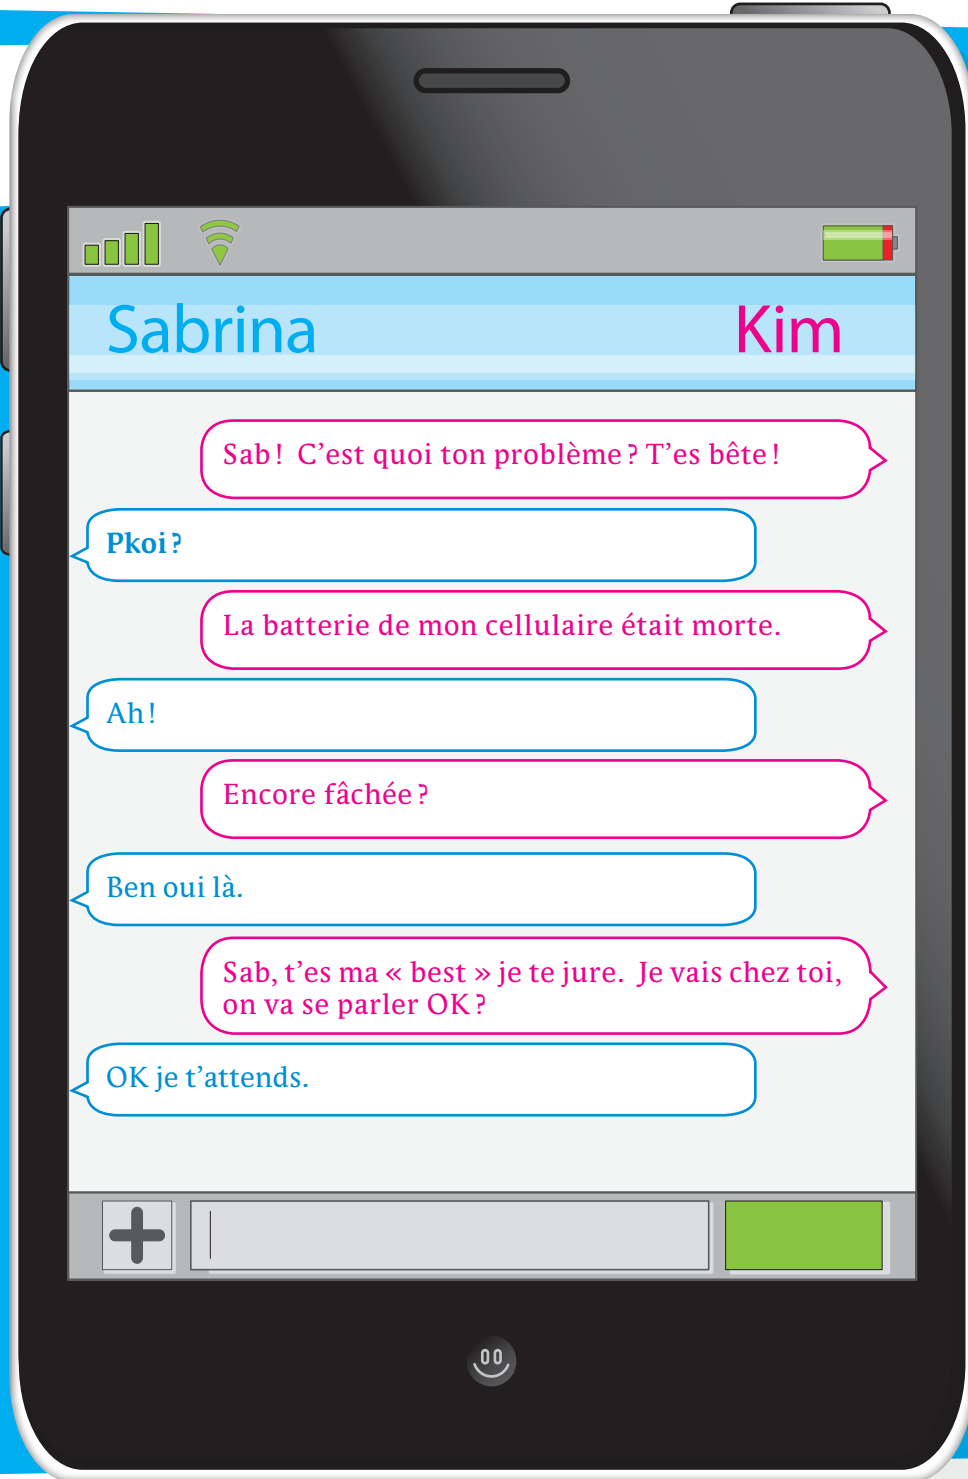 Sabrina Kim
Sab ! C’est quoi ton problème ? T’es bête !
Pkoi ?
La batterie de mon cellulaire était morte.
Ah !
Encore fâchée ?
Ben oui là.
Sab, t’es ma « best » je te jure. Je vais chez toi,
on va se parler OK ?
OK je t’attends.